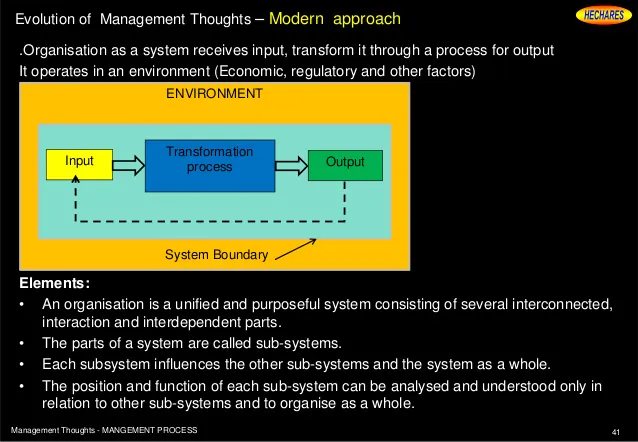 Evolution of Management Thoughts – Modern approach
HECHARES
.Organisation as a system receives input, transform it through a process for output
It operates in an environment (Economic, regulatory and other factors)
ENVIRONMENT
Input
Transformation
process
Output
System Boundary
Elements:
• An organisation is a unified and purposeful system consisting of several interconnected,
interaction and interdependent parts.
• The parts of a system are called sub-systems.
• Each subsystem influences the other sub-systems and the system as a whole.
• The position and function of each sub-system can be analysed and understood only in
relation to other sub-systems and to organise as a whole.
Management Thoughts - MANGEMENT PROCESS
41